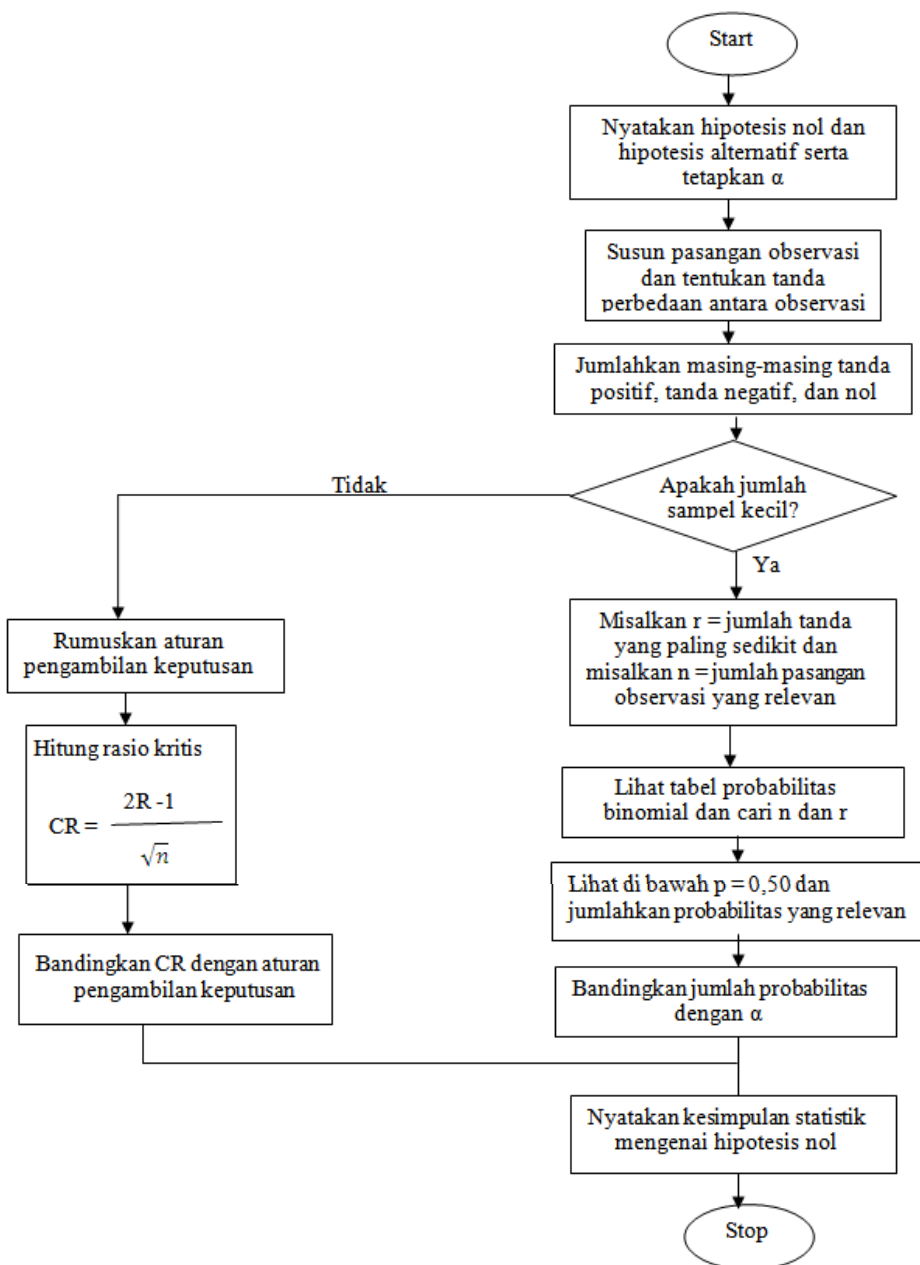 Start
Nyatakan hipotesis nol dan
hipotesis alternatif serta
tetapkan α
Susun pasangan observasi
dan tentukan tanda
perbedaan antara observasi
Jumlahkan masing-masing tanda
positif, tanda negatif, dan nol
Apakah jumlah
sampel kecil?
Tidak
Ya
Rumuskan aturan
pengambilan keputusan
Hitung rasio kritis
CR = 2R -1 / √n
Bandingkan CR dengan aturan
pengambilan keputusan
Misalkan r = jumlah tanda
yang paling sedikit dan
misalkan n = jumlah pasangan
observasi yang relevan
Lihat tabel probabilitas
binomial dan cari n dan r
Lihat di bawah p = 0,50 dan
jumlahkan probabilitas yang relevan
Bandingkan jumlah probabilitas
dengan α
Nyatakan kesimpulan statistik
mengenai hipotesis nol
Stop